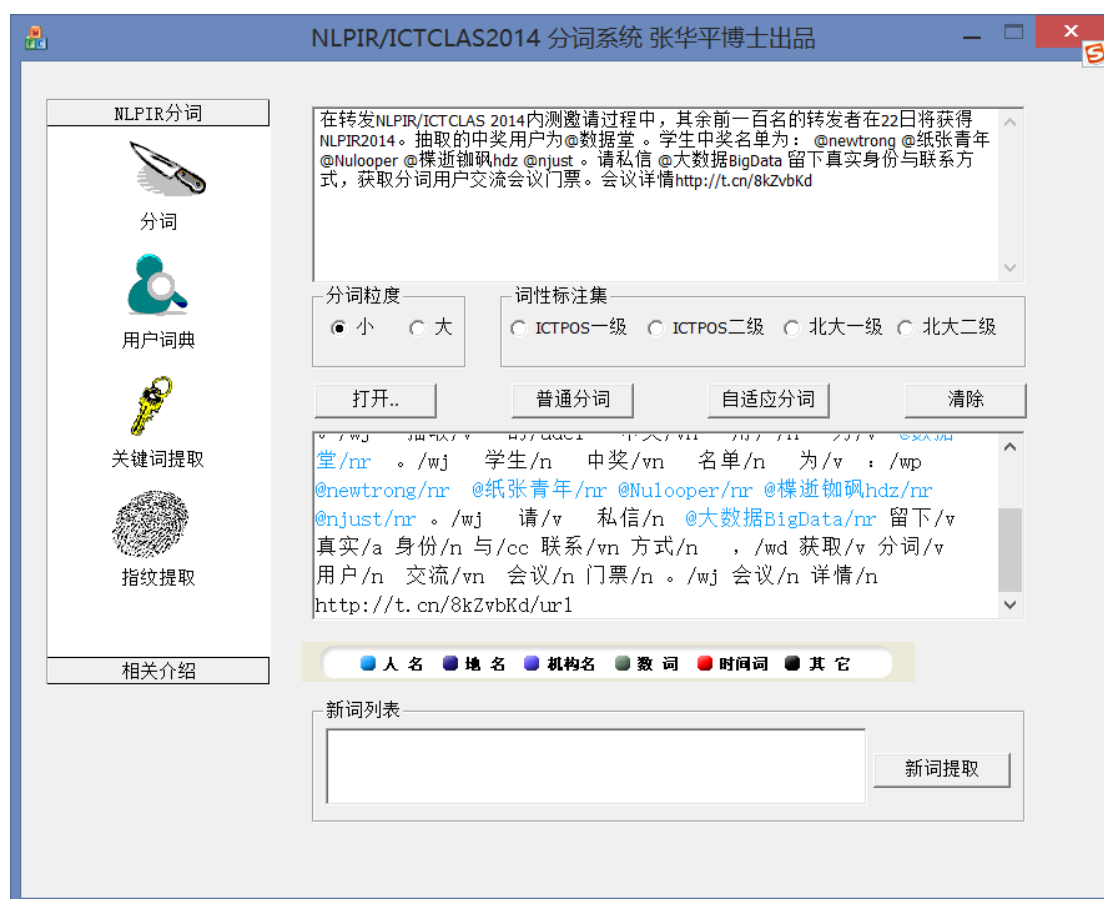 NLPIR/ICTCLAS2014 分词系统 张华平博士出品
NLPIR分词
分词
用户词典
关键词提取
指纹提取
相关介绍
在转发NLPIR/ICTCLAS 2014内测邀请过程中，其余前一百名的转发者在22日将获得
NLPIR2014。抽取的中奖用户为@数据堂 。学生中奖名单为： @newtrong @纸张青年
@Nulooper @楪逝铷砜hdz @njust 。请私信 @大数据BigData 留下真实身份与联系方
式，获取分词用户交流会议门票。会议详情http://t.cn/8kZvbKd
分词粒度
小 大
词性标注集
ICTPOS一级 ICTPOS二级 北大一级 北大二级
打开.. 普通分词 自适应分词 清除
。/wj 抽取/v 的/ude1 中奖/vn 用户/n 为/v @数据
堂/nr 。/wj 学生/n 中奖/vn 名单/n 为/v ：/wp
@newtrong/nr @纸张青年/nr @Nulooper/nr @楪逝铷砜hdz/nr
@njust/nr 。/wj 请/v 私信/n @大数据BigData/nr 留下/v
真实/a 身份/n 与/cc 联系/vn 方式/n ，/wd 获取/v 分词/v
用户/n 交流/vn 会议/n 门票/n 。/wj 会议/n 详情/n
http://t.cn/8kZvbKd/url
人 名 地 名 机构名 数 词 时间词 其 它
新词列表
新词提取